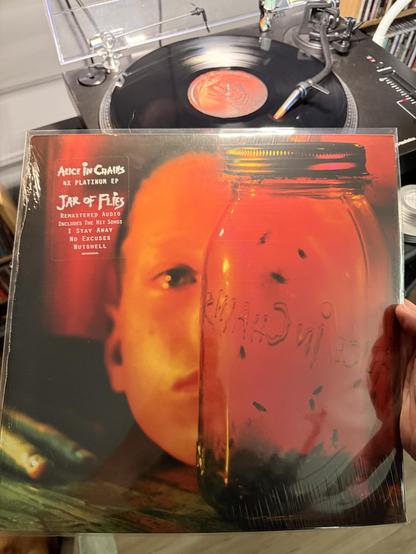 ALICE IN CHAINS
4X PLATINUM EP
JAR OF FLIES
REMASTERED AUDIO
INCLUDES THE HIT SONGS
I STAY AWAY
NO EXCUSES
NUTSHELL